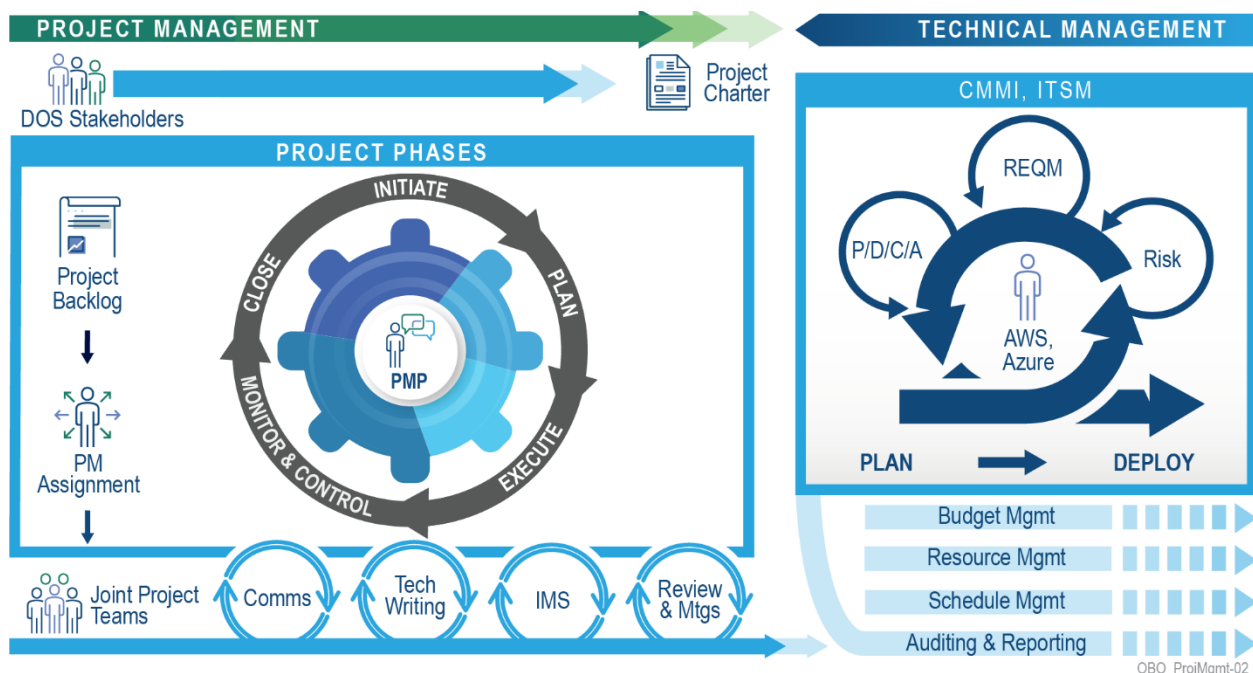 PROJECT MANAGEMENT
DOS Stakeholders
Project
Charter
PROJECT PHASES
Project
Backlog
PM
Assignment
INITIATE
PLAN
EXECUTE
MONITOR & CONTROL
CLOSE
PMP
Joint Project
Teams
Comms
Tech
Writing
IMS
Review
& Mtgs
TECHNICAL MANAGEMENT
CMMI, ITSM
REQM
P/D/C/A
Risk
AWS,
Azure
PLAN
DEPLOY
Budget Mgmt
Resource Mgmt
Schedule Mgmt
Auditing & Reporting
OBO_ProjMgmt-02